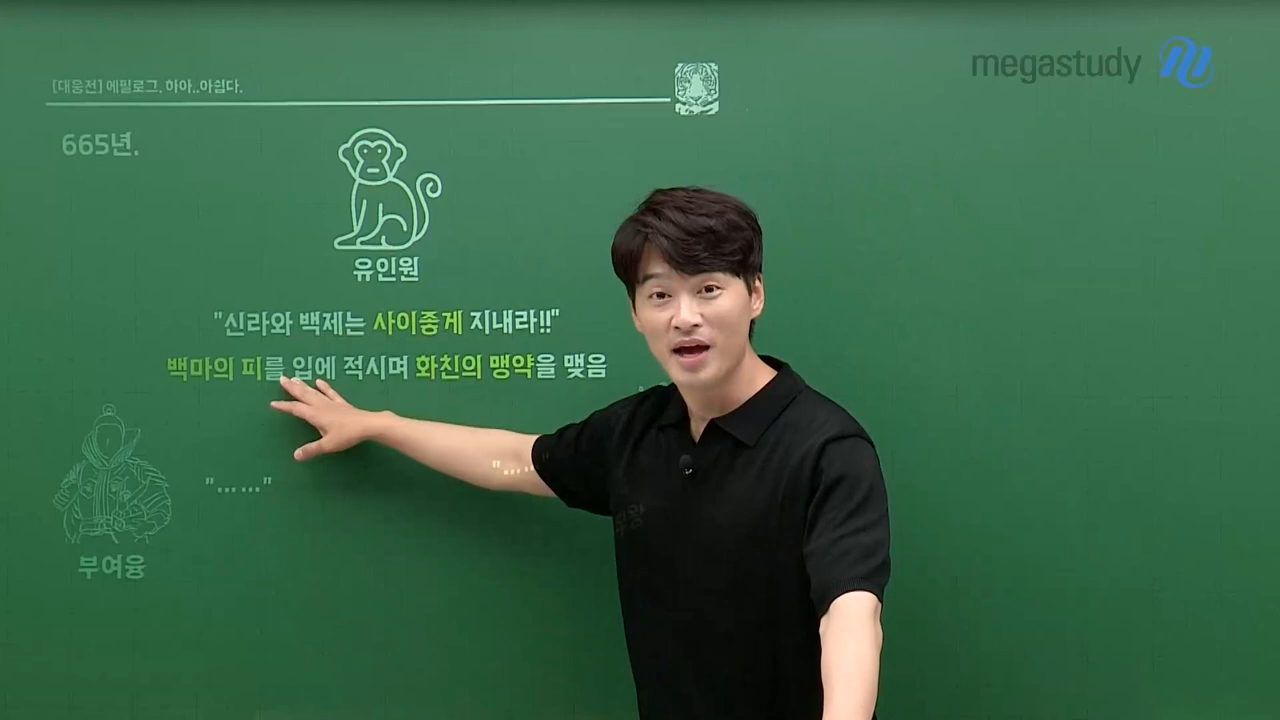 megastudy
[대웅전] 에필로그. 하아..아쉽다.
665년.
유인원
"신라와 백제는 사이좋게 지내라!!"
백마의 피를 입에 적시며 화친의 맹약을 맺음
"……"
부여융